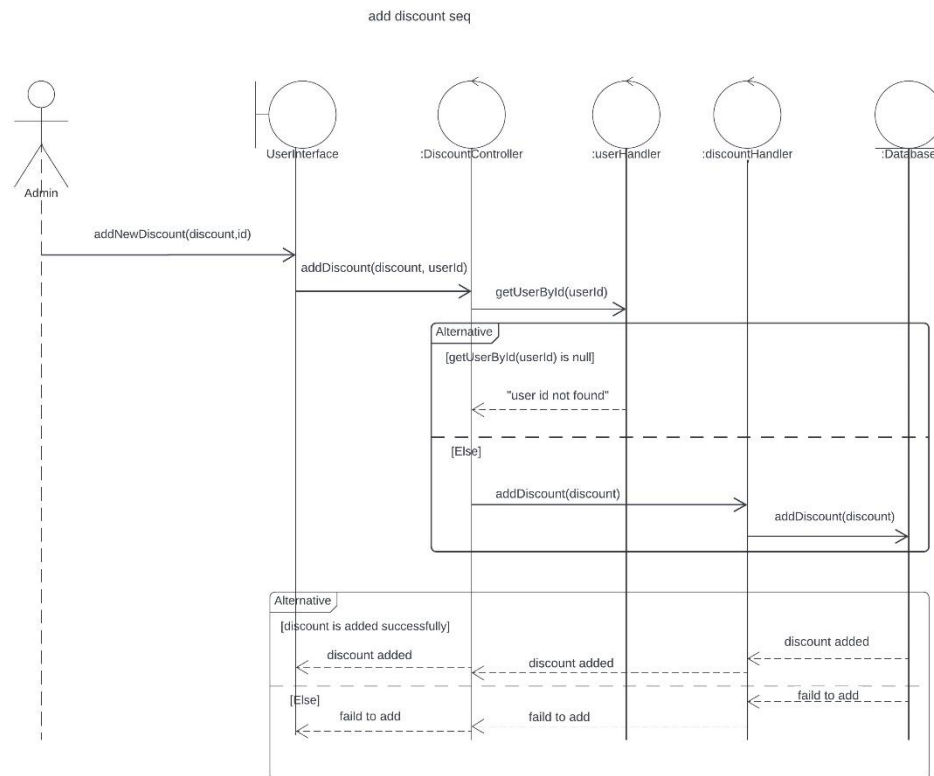 add discount seq
Admin
UserInterface
:DiscountController
:userHandler
:discountHandler
:Database
addNewDiscount(discount,id)
addDiscount(discount, userId)
getUserById(userId)
Alternative
[getUserById(userId) is null]
"user id not found"
[Else]
addDiscount(discount)
addDiscount(discount)
Alternative
[discount is added successfully]
discount added
discount added
discount added
[Else]
faild to add
faild to add
faild to add